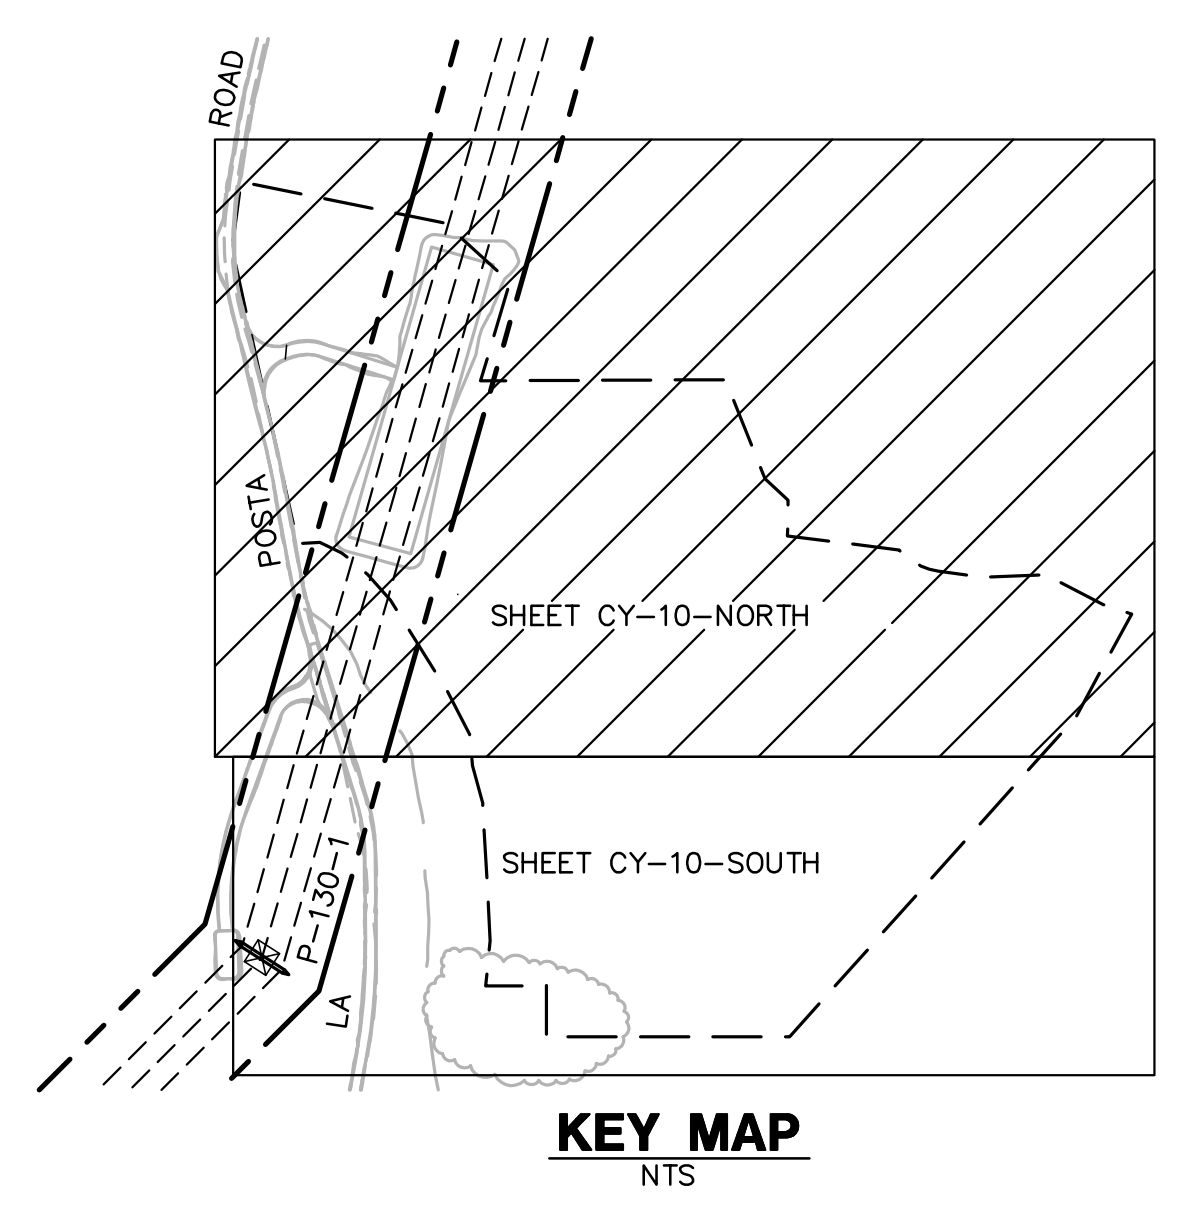 ROAD
POSTA
SHEET CY-10-NORTH
SHEET CY-10-SOUTH
P-130-1
LA
KEY MAP
NTS